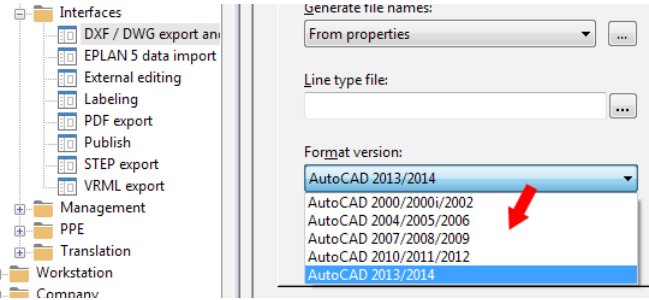 Interfaces
DXF / DWG export an
EPLAN 5 data import
External editing
Labeling
PDF export
Publish
STEP export
VRML export
Management
PPE
Translation
Workstation
Company
Generate file names:
From properties
...
Line type file:
...
Format version:
AutoCAD 2013/2014
AutoCAD 2000/2000i/2002
AutoCAD 2004/2005/2006
AutoCAD 2007/2008/2009
AutoCAD 2010/2011/2012
AutoCAD 2013/2014